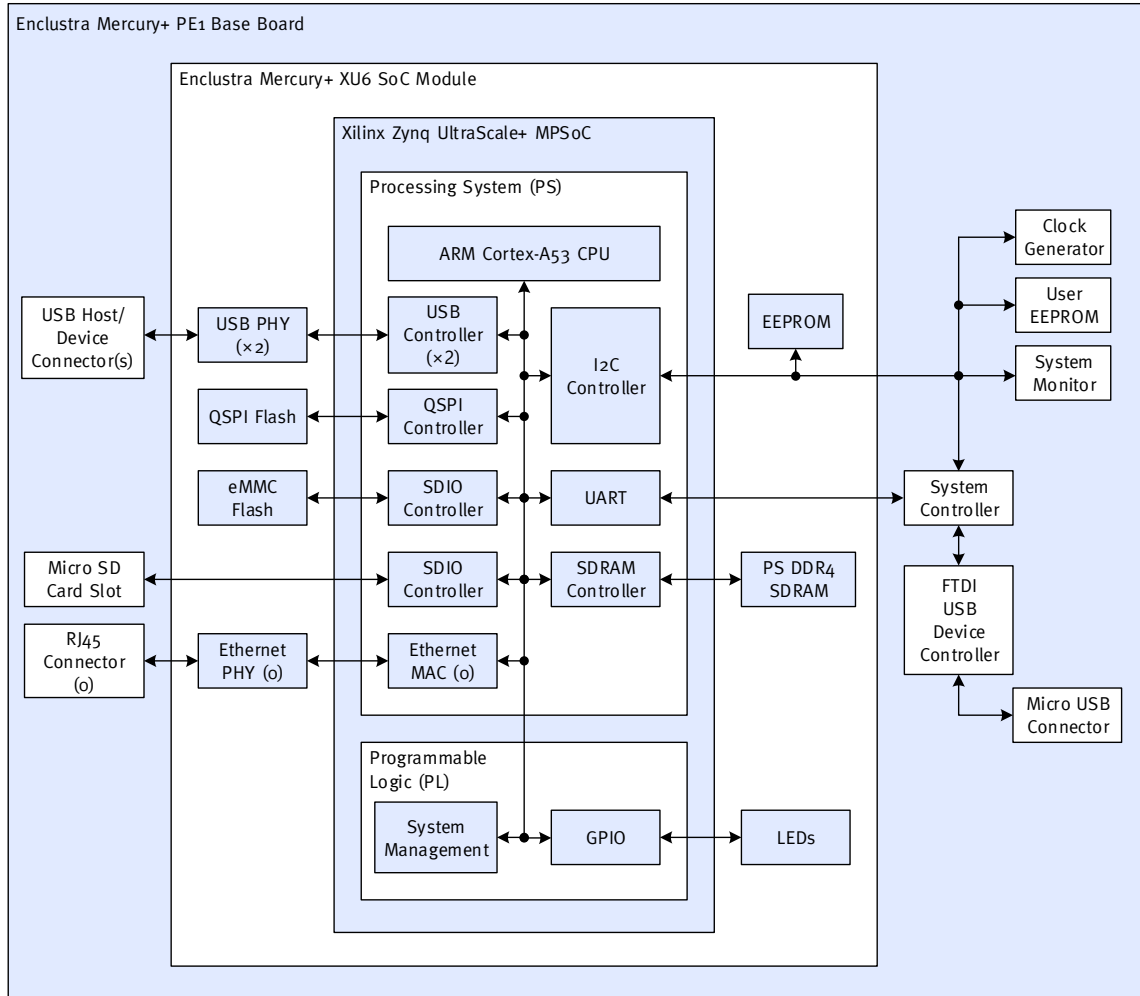 Enclustra Mercury+ PE1 Base Board
Enclustra Mercury+ XU6 SoC Module
Xilinx Zynq UltraScale+ MPSoC
Processing System (PS)
ARM Cortex-A53 CPU
USB Host/
Device
Connector(s)
USB PHY
(×2)
USB
Controller
(×2)
I2C
Controller
EEPROM
Clock
Generator
User
EEPROM
System
Monitor
QSPI Flash
QSPI
Controller
eMMC
Flash
SDIO
Controller
UART
System
Controller
Micro SD
Card Slot
SDIO
Controller
SDRAM
Controller
PS DDR4
SDRAM
FTDI
USB
Device
Controller
RJ45
Connector
(0)
Ethernet
PHY (0)
Ethernet
MAC (0)
Micro USB
Connector
Programmable
Logic (PL)
System
Management
GPIO
LEDs